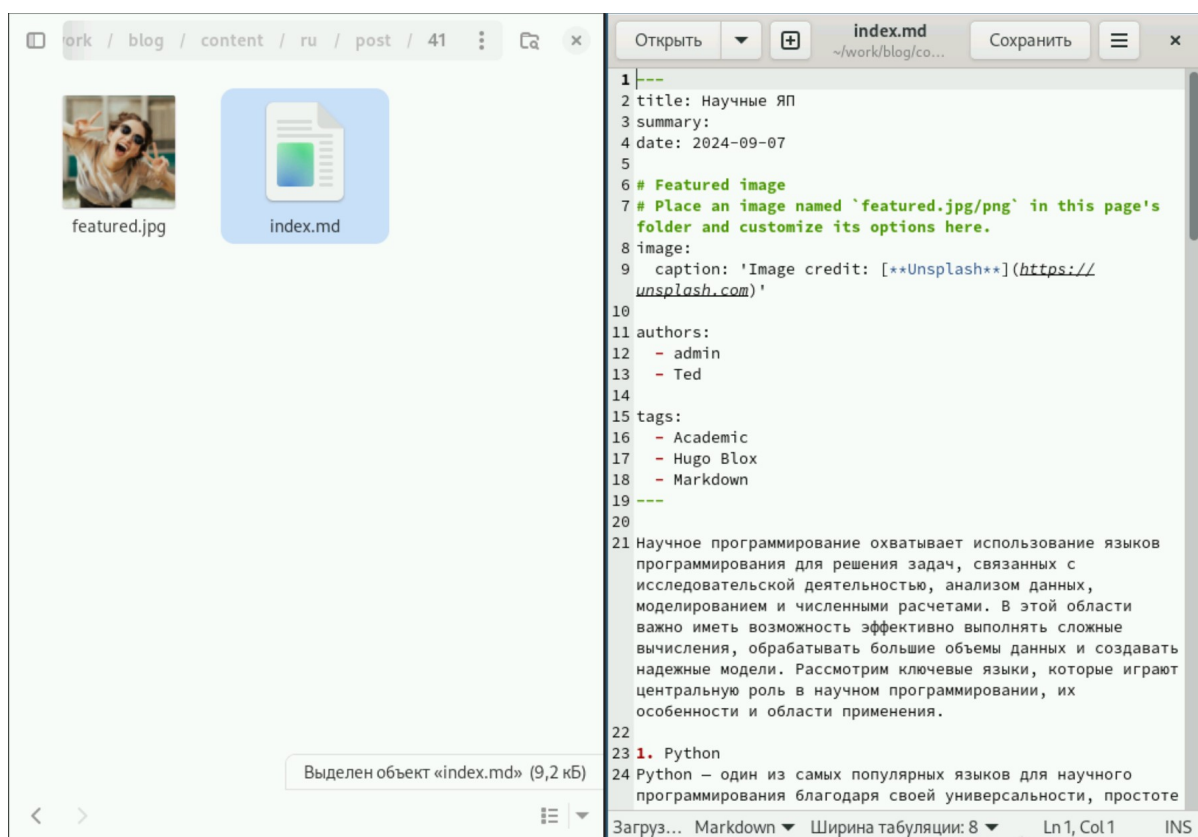 ork / blog / content / ru / post / 41
featured.jpg
index.md
Выделен объект «index.md» (9,2 кБ)
Открыть
index.md
~/work/blog/co...
Сохранить
1 ---
2 title: Научные ЯП
3 summary:
4 date: 2024-09-07
5
6 # Featured image
7 # Place an image named `featured.jpg/png` in this page's
folder and customize its options here.
8 image:
9   caption: 'Image credit: [**Unsplash**](https://
unsplash.com)'
10
11 authors:
12   - admin
13   - Ted
14
15 tags:
16   - Academic
17   - Hugo Blox
18   - Markdown
19 ---
20
21 Научное программирование охватывает использование языков
программирования для решения задач, связанных с
исследовательской деятельностью, анализом данных,
моделированием и численными расчетами. В этой области
важно иметь возможность эффективно выполнять сложные
вычисления, обрабатывать большие объемы данных и создавать
надежные модели. Рассмотрим ключевые языки, которые играют
центральную роль в научном программировании, их
особенности и области применения.
22
23 1. Python
24 Python — один из самых популярных языков для научного
программирования благодаря своей универсальности, простоте
Загруз... Markdown Ширина табуляции: 8 Ln 1, Col 1 INS